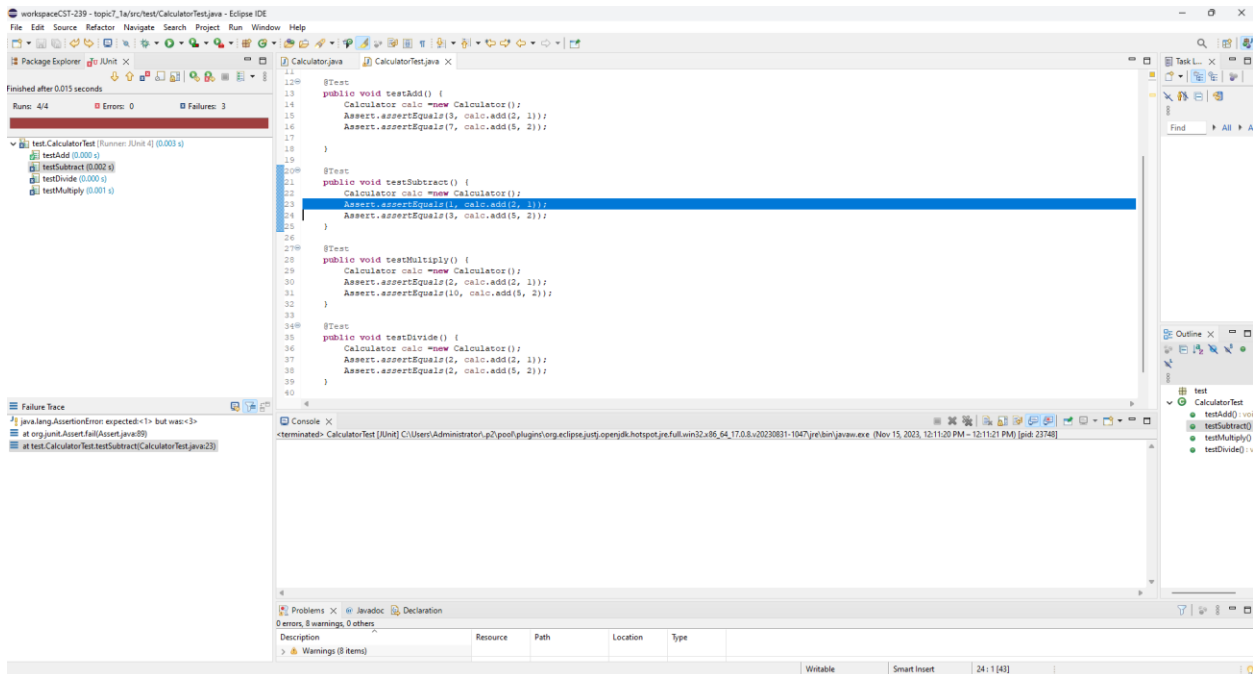 workspaceCST-239 - topic7_1a/src/test/CalculatorTest.java - Eclipse IDE
File Edit Source Refactor Navigate Search Project Run Window Help
Package Explorer JUnit
Finished after 0.015 seconds
Runs: 4/4 Errors: 0 Failures: 3
test.CalculatorTest [Runner: JUnit 4] (0.003 s)
testAdd (0.000 s)
testSubtract (0.002 s)
testDivide (0.000 s)
testMultiply (0.001 s)
Failure Trace
java.lang.AssertionError: expected:<1> but was:<3>
at org.junit.Assert.fail(Assert.java:89)
at test.CalculatorTest.testSubtract(CalculatorTest.java:23)
Calculator.java CalculatorTest.java
11
12 @Test
13 public void testAdd() {
14 Calculator calc =new Calculator();
15 Assert.assertEquals(3, calc.add(2, 1));
16 Assert.assertEquals(7, calc.add(5, 2));
17
18 }
19
20 @Test
21 public void testSubtract() {
22 Calculator calc =new Calculator();
23 Assert.assertEquals(1, calc.add(2, 1));
24 Assert.assertEquals(3, calc.add(5, 2));
25 }
26
27 @Test
28 public void testMultiply() {
29 Calculator calc =new Calculator();
30 Assert.assertEquals(2, calc.add(2, 1));
31 Assert.assertEquals(10, calc.add(5, 2));
32 }
33
34 @Test
35 public void testDivide() {
36 Calculator calc =new Calculator();
37 Assert.assertEquals(2, calc.add(2, 1));
38 Assert.assertEquals(2, calc.add(5, 2));
39 }
40
Console
<terminated> CalculatorTest [JUnit] C:\Users\Administrator\.p2\pool\plugins\org.eclipse.justj.openjdk.hotspot.jre.full.win32.x86_64_17.0.8.v20230831-1047\jre\bin\javaw.exe (Nov 15, 2023, 12:11:20 PM – 12:11:21 PM) [pid: 23748]
Problems Javadoc Declaration
0 errors, 8 warnings, 0 others
Description Resource Path Location Type
Warnings (8 items)
Task L...
Find All A
Outline
test
CalculatorTest
testAdd() : voi
testSubtract()
testMultiply()
testDivide() : v
Writable Smart Insert 24 : 1 [43]